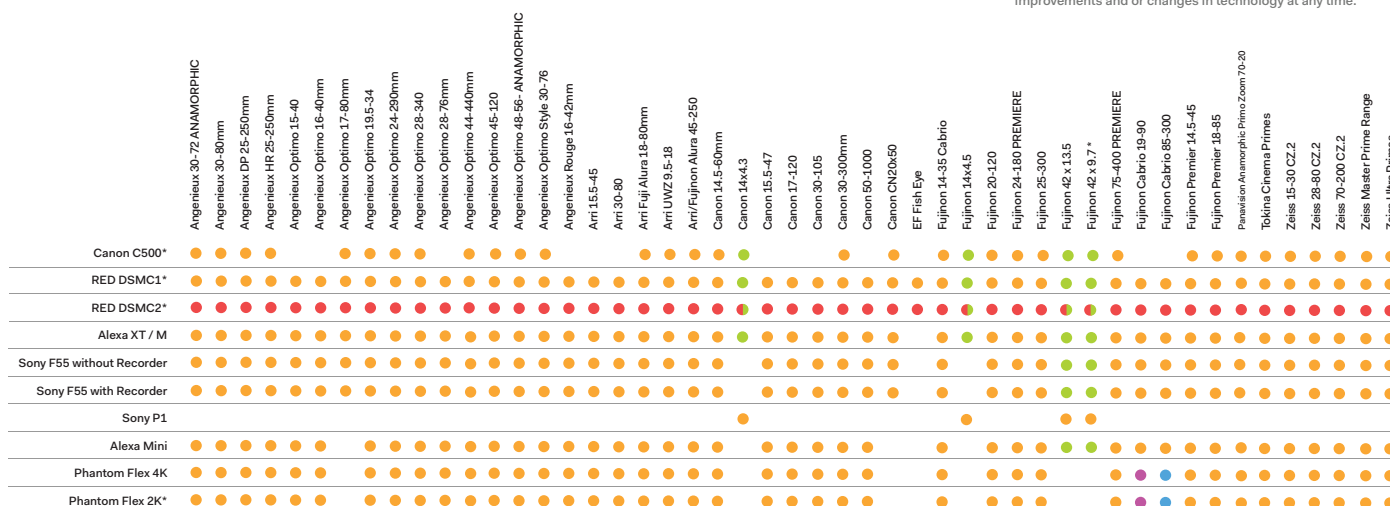 improvements and or changes in technology at any time.
Angenieux 30-72 ANAMORPHIC
Angenieux 30-80mm
Angenieux DP 25-250mm
Angenieux HR 25-250mm
Angenieux Optimo 15-40
Angenieux Optimo 16-40mm
Angenieux Optimo 17-80mm
Angenieux Optimo 19.5-34
Angenieux Optimo 24-290mm
Angenieux Optimo 28-340
Angenieux Optimo 28-76mm
Angenieux Optimo 44-440mm
Angenieux Optimo 45-120
Angenieux Optimo 48-56- ANAMORPHIC
Angenieux Optimo Style 30-76
Angenieux Rouge 16-42mm
Arri 15.5-45
Arri 30-80
Arri Fuji Alura 18-80mm
Arri UWZ 9.5-18
Arri/Fujinon Alura 45-250
Canon 14.5-60mm
Canon 14x4.3
Canon 15.5-47
Canon 17-120
Canon 30-105
Canon 30-300mm
Canon 50-1000
Canon CN20x50
EF Fish Eye
Fujinon 14-35 Cabrio
Fujinon 14x4.5
Fujinon 20-120
Fujinon 24-180 PREMIERE
Fujinon 25-300
Fujinon 42 x 13.5
Fujinon 42 x 9.7 *
Fujinon 75-400 PREMIERE
Fujinon Cabrio 19-90
Fujinon Cabrio 85-300
Fujinon Premier 14.5-45
Fujinon Premier 18-85
Panavision Anamorphic Primo Zoom 70-20
Tokina Cinema Primes
Zeiss 15-30 CZ.2
Zeiss 28-80 CZ.2
Zeiss 70-200 CZ.2
Zeiss Master Prime Range
Canon C500*
RED DSMC1*
RED DSMC2*
Alexa XT / M
Sony F55 without Recorder
Sony F55 with Recorder
Sony P1
Alexa Mini
Phantom Flex 4K
Phantom Flex 2K*